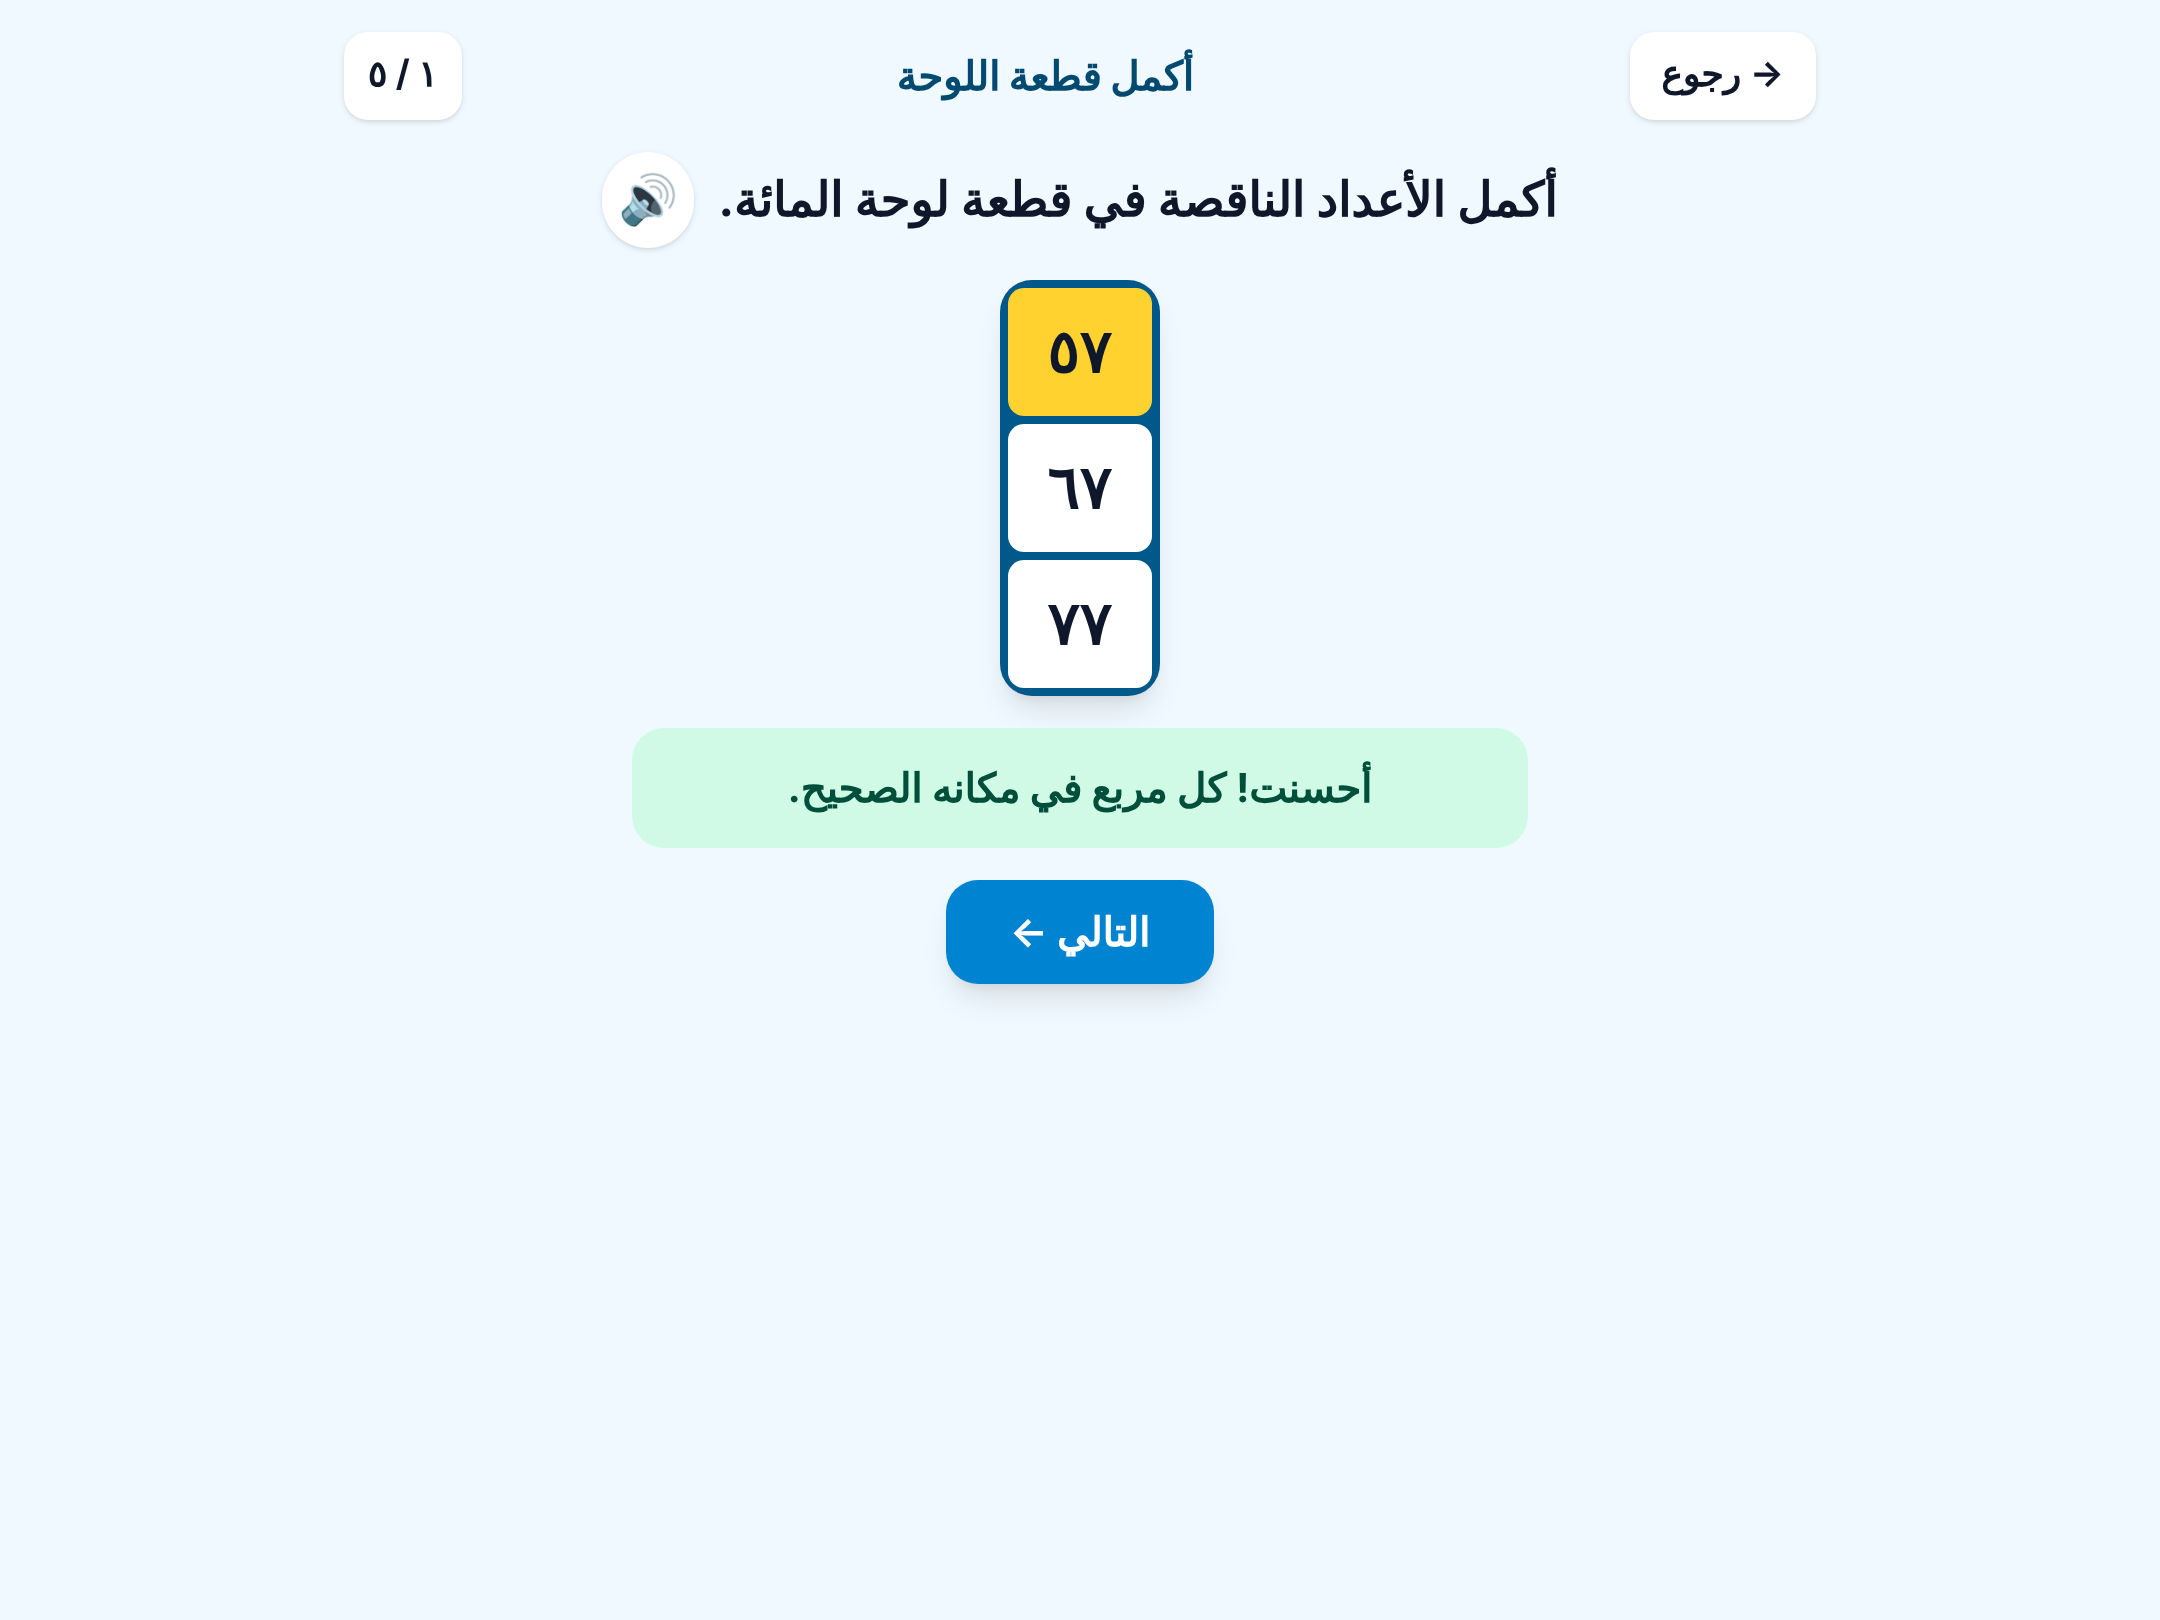 → رجوع
أكمل قطعة اللوحة
١ / ٥
أكمل الأعداد الناقصة في قطعة لوحة المائة.
٥٧
٦٧
٧٧
أحسنت! كل مربع في مكانه الصحيح.
التالي ←